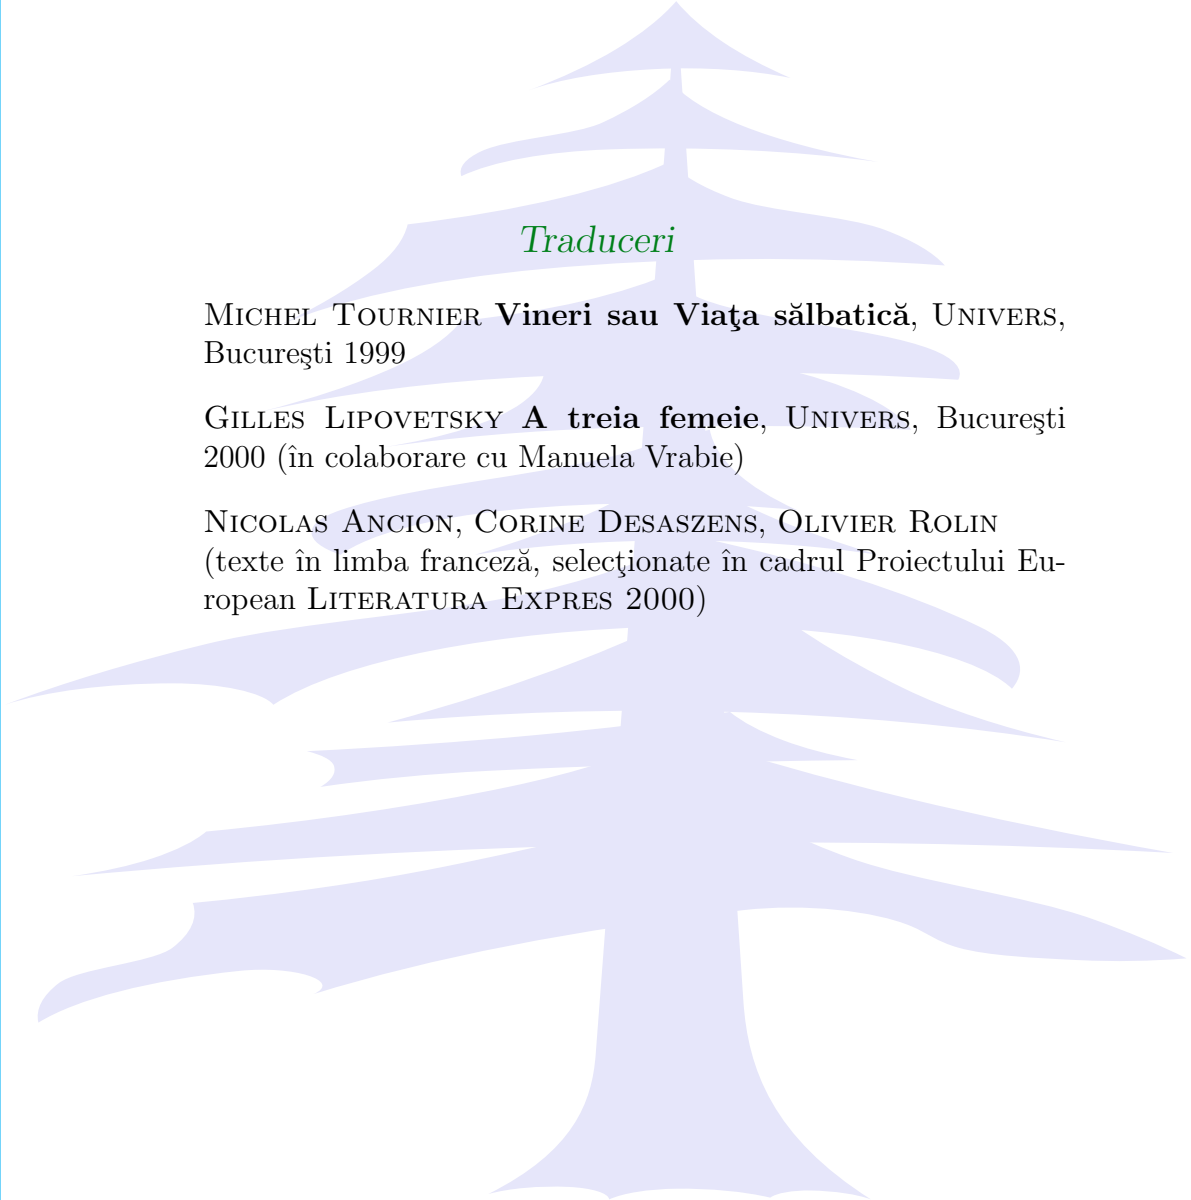 Traduceri
Michel Tournier Vineri sau Viaţa sălbatică, Univers,
Bucureşti 1999
Gilles Lipovetsky A treia femeie, Univers, Bucureşti
2000 (în colaborare cu Manuela Vrabie)
Nicolas Ancion, Corine Desaszens, Olivier Rolin
(texte în limba franceză, selecţionate în cadrul Proiectului Eu-
ropean Literatura Expres 2000)